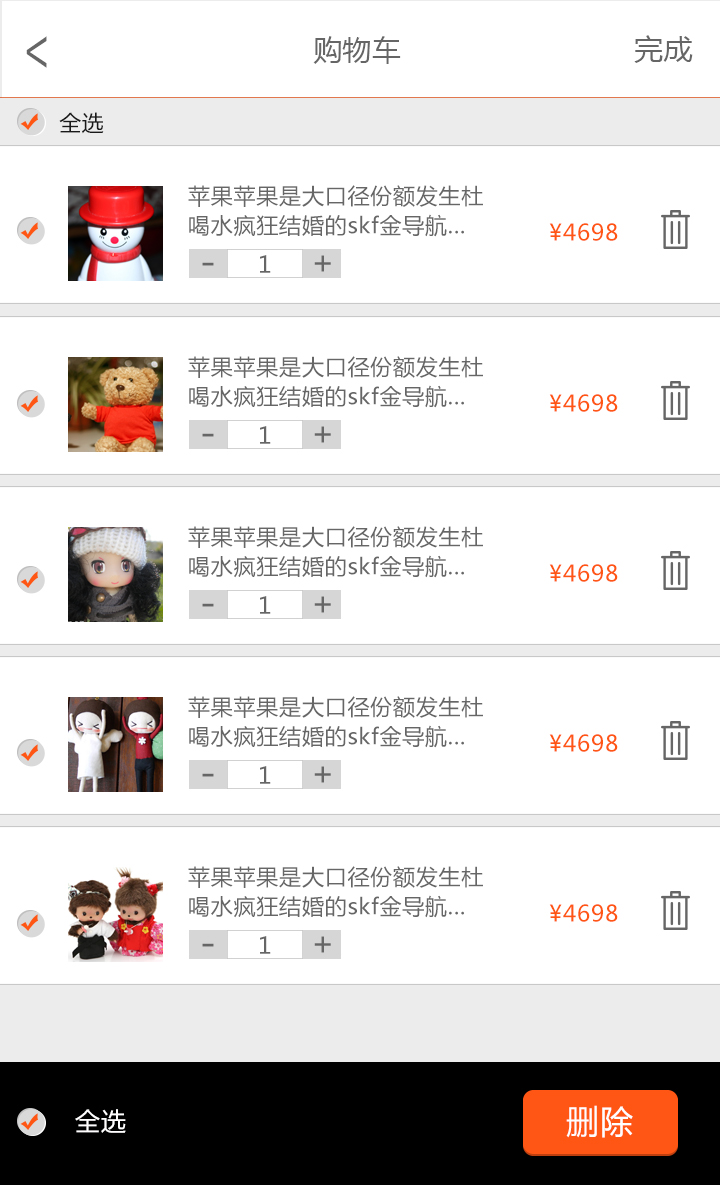 购物车
完成
全选
苹果苹果是大口径份额发生杜
喝水疯狂结婚的skf金导航...
¥4698
- 1 +
苹果苹果是大口径份额发生杜
喝水疯狂结婚的skf金导航...
¥4698
- 1 +
苹果苹果是大口径份额发生杜
喝水疯狂结婚的skf金导航...
¥4698
- 1 +
苹果苹果是大口径份额发生杜
喝水疯狂结婚的skf金导航...
¥4698
- 1 +
苹果苹果是大口径份额发生杜
喝水疯狂结婚的skf金导航...
¥4698
- 1 +
全选
删除